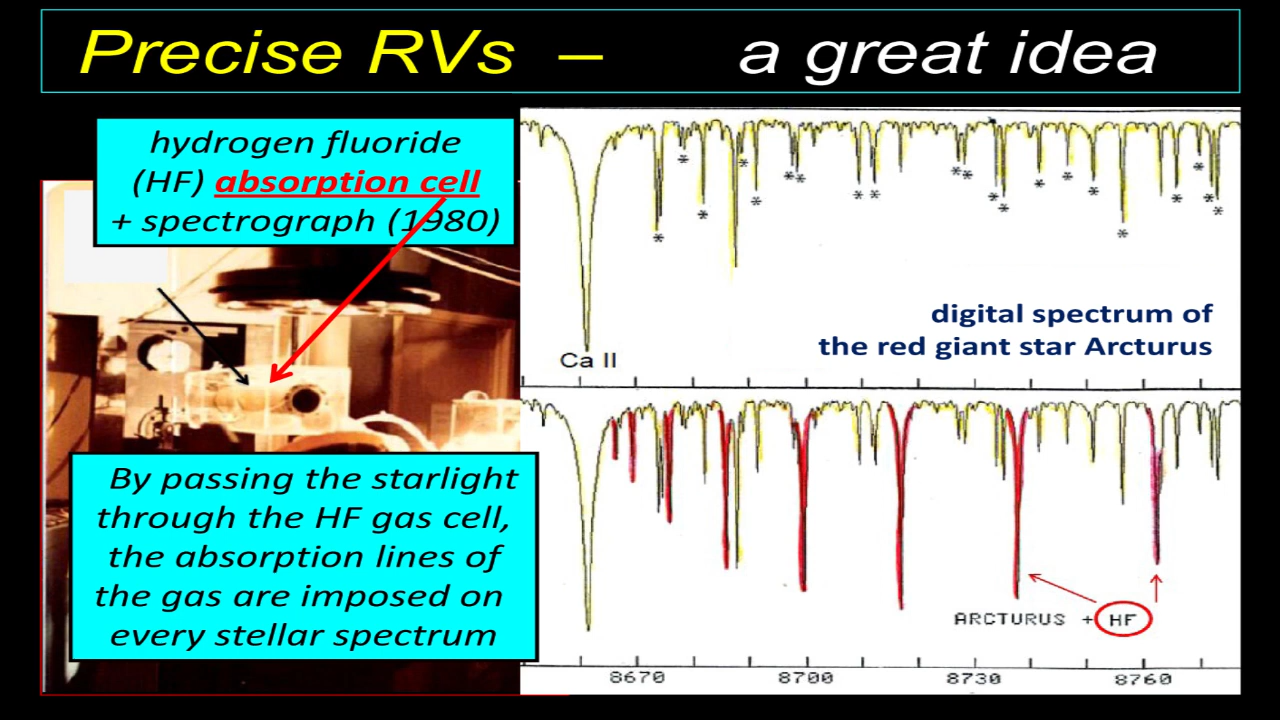 Precise RVs – a great idea
hydrogen fluoride
(HF) absorption cell
+ spectrograph (1980)
By passing the starlight
through the HF gas cell,
the absorption lines of
the gas are imposed on
every stellar spectrum
* * * * * * * * * * * * * * * * * * * * * *
Ca II
digital spectrum of
the red giant star Arcturus
ARCTURUS + HF
8670 8700 8730 8760